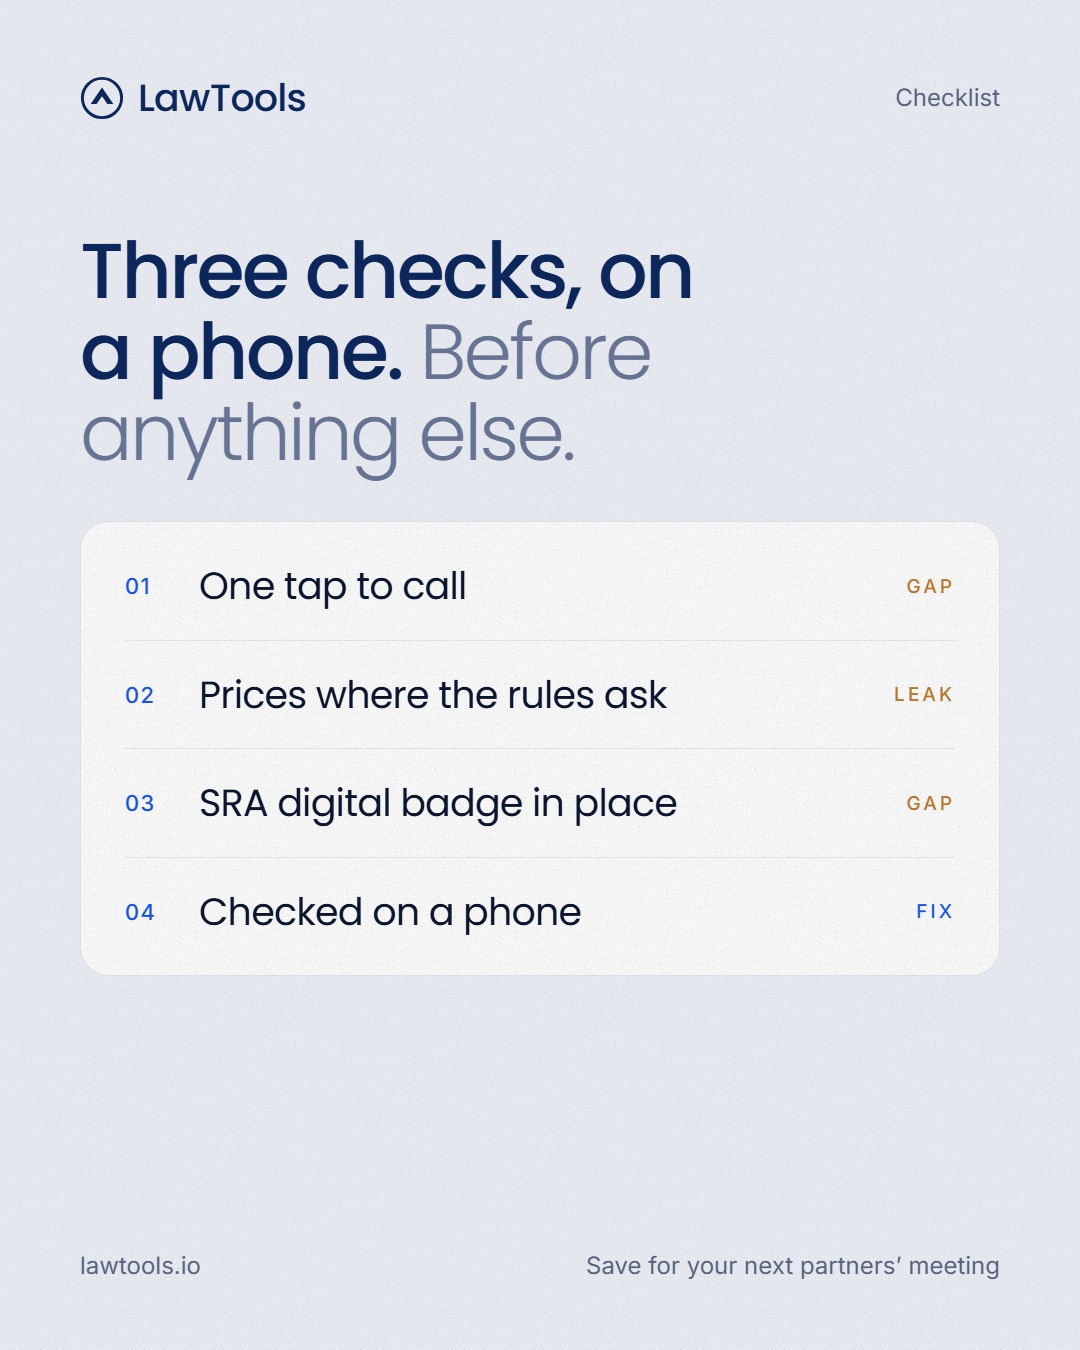 LawTools
Checklist
Three checks, on
a phone. Before
anything else.
01 One tap to call GAP
02 Prices where the rules ask LEAK
03 SRA digital badge in place GAP
04 Checked on a phone FIX
lawtools.io
Save for your next partners’ meeting